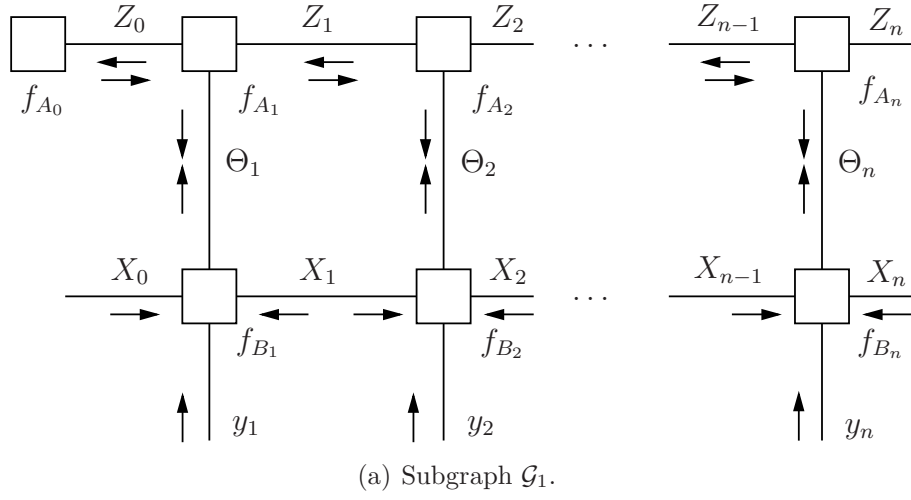 Z_0 Z_1 Z_2 ... Z_{n-1} Z_n
f_{A_0} f_{A_1} f_{A_2} f_{A_n}
Θ_1 Θ_2 Θ_n
X_0 X_1 X_2 ... X_{n-1} X_n
f_{B_1} f_{B_2} f_{B_n}
y_1 y_2 y_n
(a) Subgraph 𝒢_1.